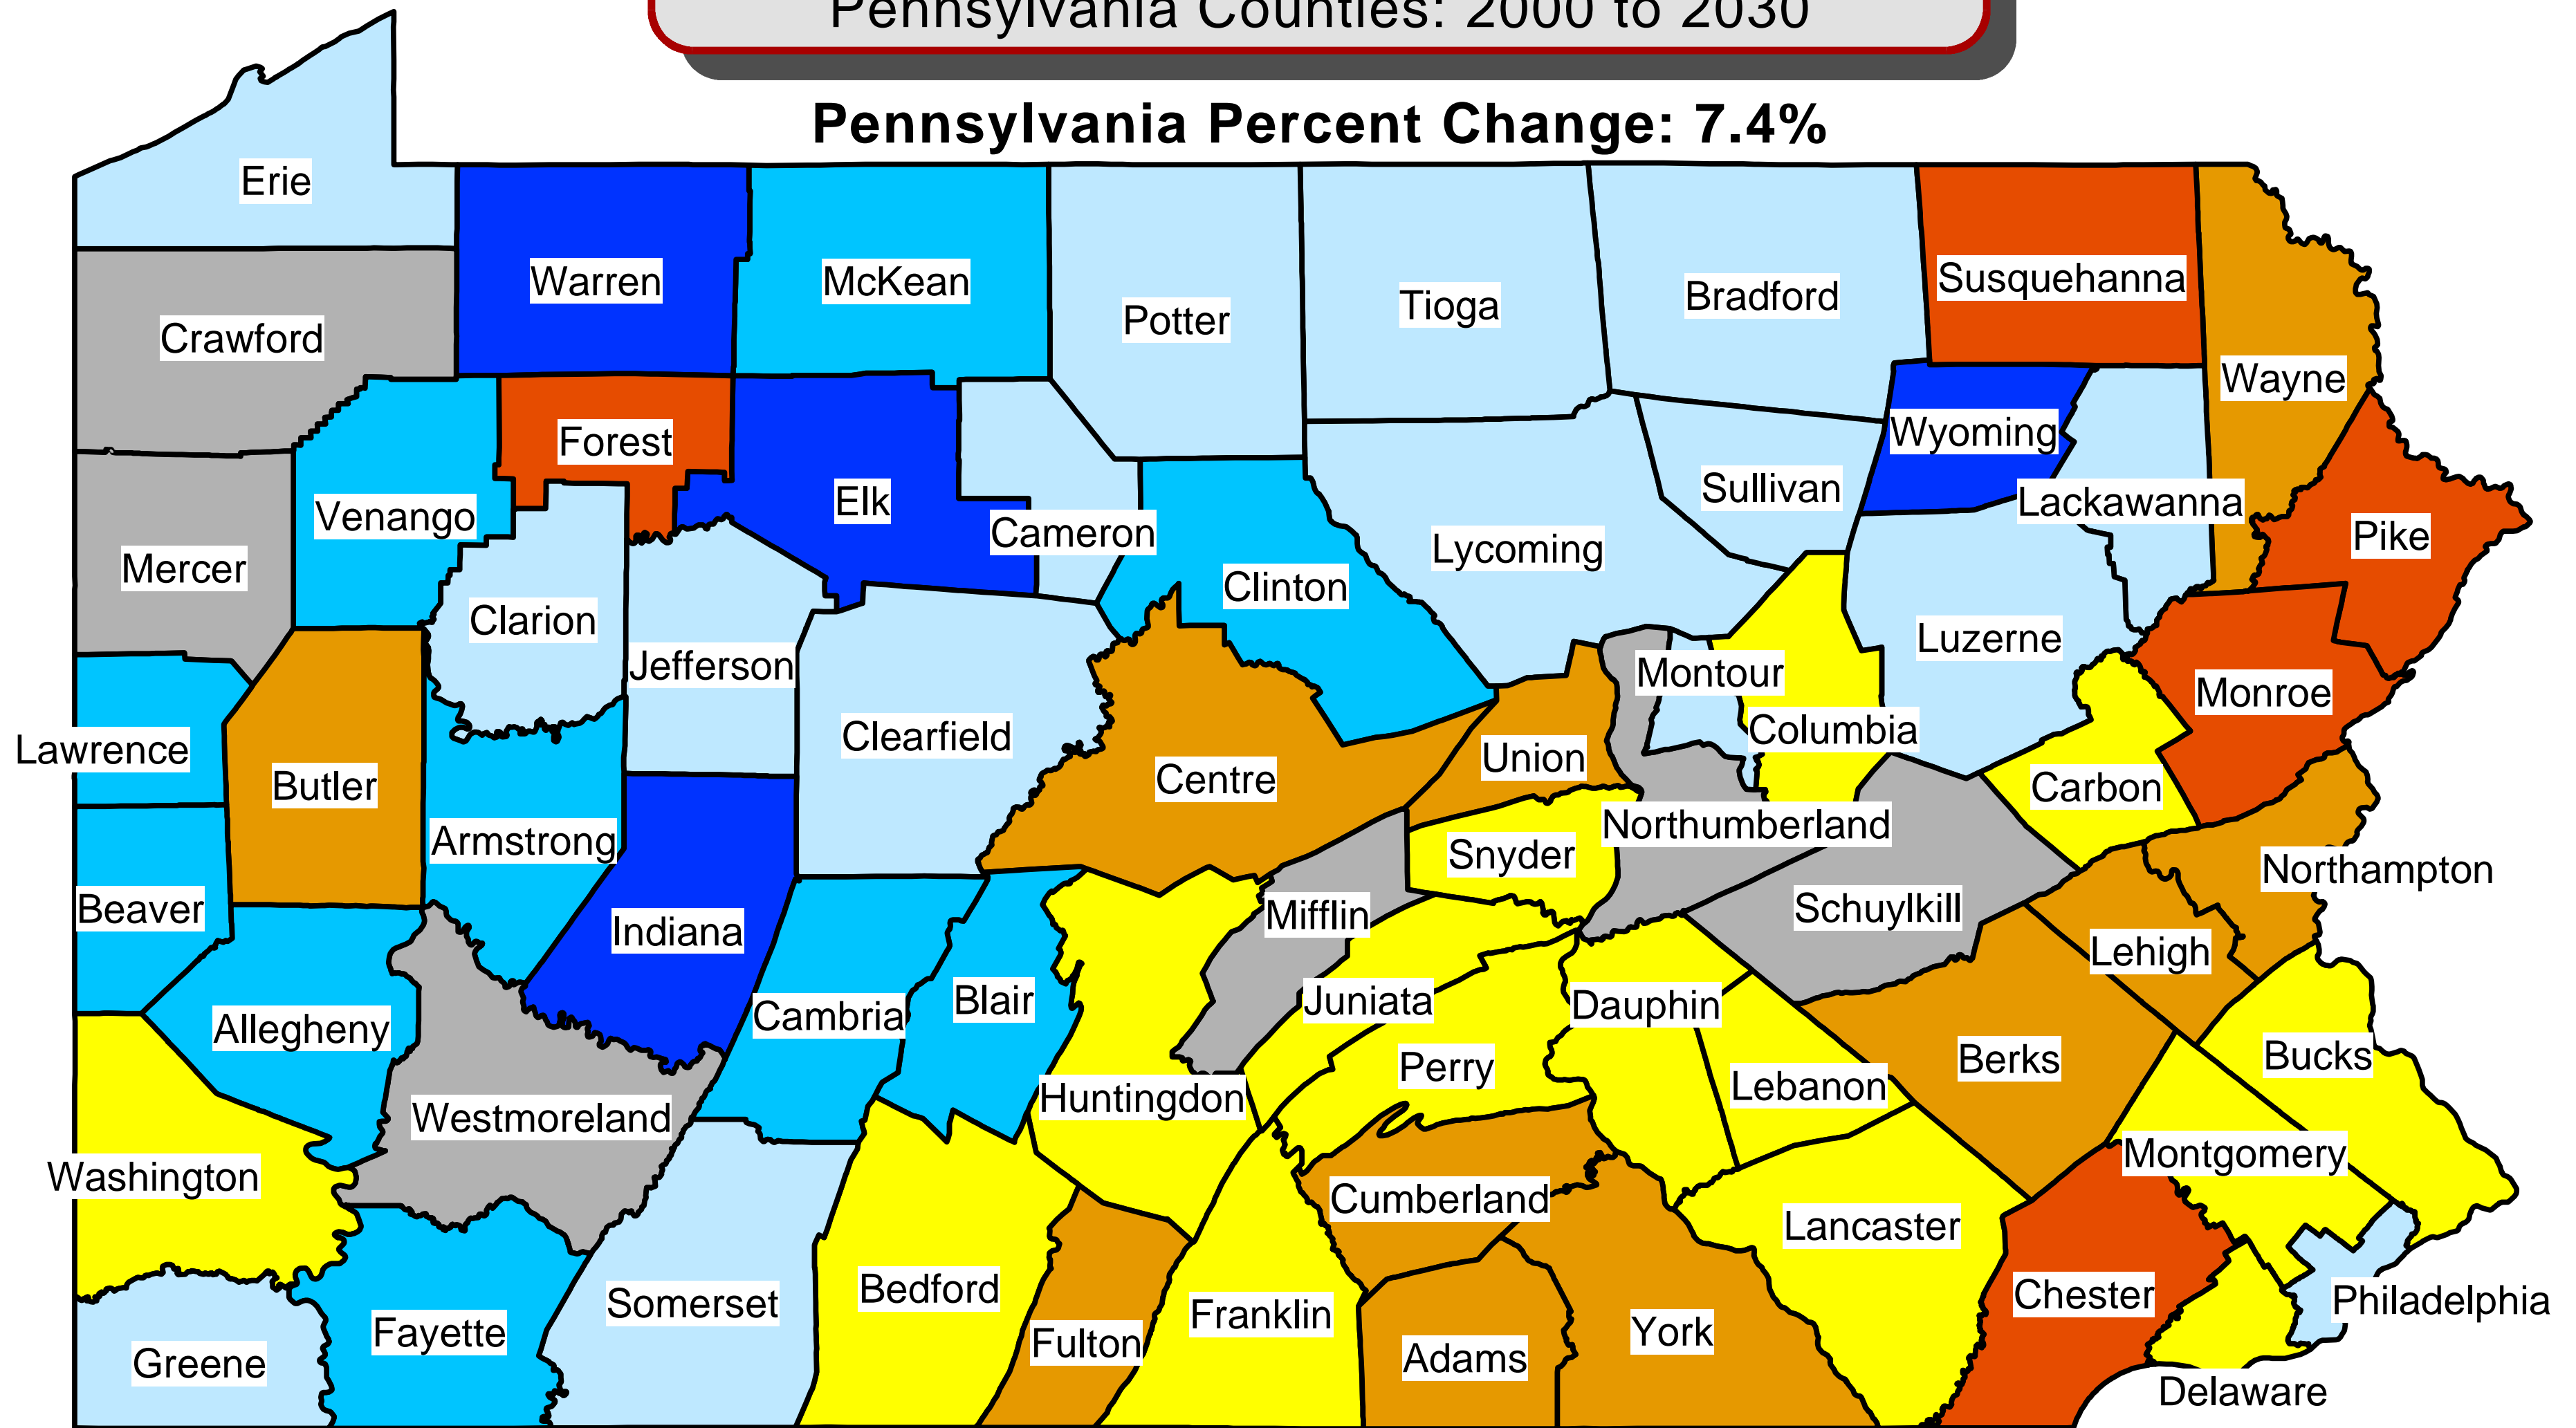 Pennsylvania Counties: 2000 to 2030
Pennsylvania Percent Change: 7.4%
Erie
Warren
McKean
Potter
Tioga
Bradford
Susquehanna
Wayne
Crawford
Forest
Elk
Cameron
Clinton
Lycoming
Sullivan
Wyoming
Lackawanna
Pike
Mercer
Venango
Clarion
Jefferson
Clearfield
Centre
Union
Montour
Columbia
Luzerne
Monroe
Lawrence
Butler
Armstrong
Indiana
Mifflin
Snyder
Northumberland
Carbon
Northampton
Beaver
Allegheny
Cambria
Blair
Huntingdon
Juniata
Perry
Dauphin
Schuylkill
Lehigh
Washington
Westmoreland
Lebanon
Berks
Bucks
Montgomery
Greene
Fayette
Somerset
Bedford
Fulton
Franklin
Cumberland
Adams
York
Lancaster
Chester
Philadelphia
Delaware